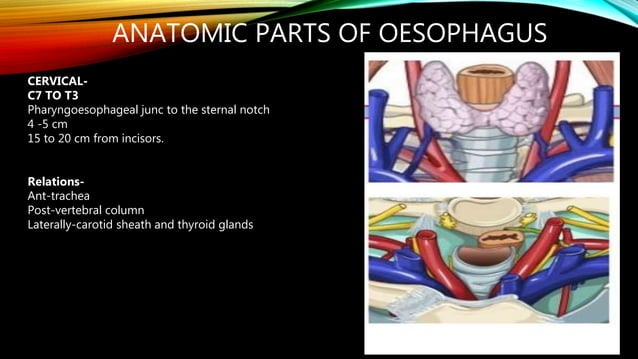 ANATOMIC PARTS OF OESOPHAGUS
CERVICAL-
C7 TO T3
Pharyngoesophageal junc to the sternal notch
4 -5 cm
15 to 20 cm from incisors.
Relations-
Ant-trachea
Post-vertebral column
Laterally-carotid sheath and thyroid glands